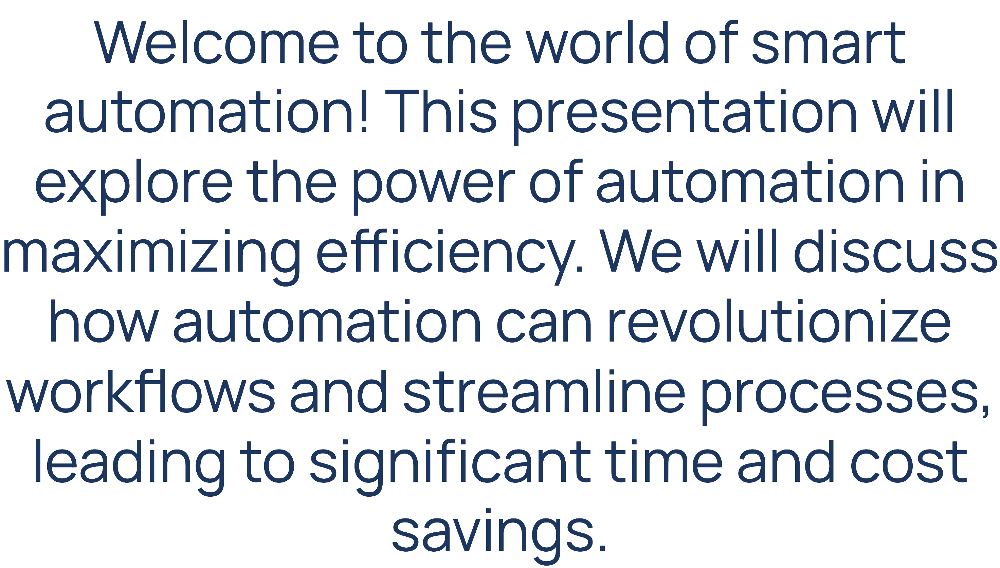 Welcome to the world of smart
automation! This presentation will
explore the power of automation in
maximizing efficiency. We will discuss
how automation can revolutionize
workflows and streamline processes,
leading to significant time and cost
savings.